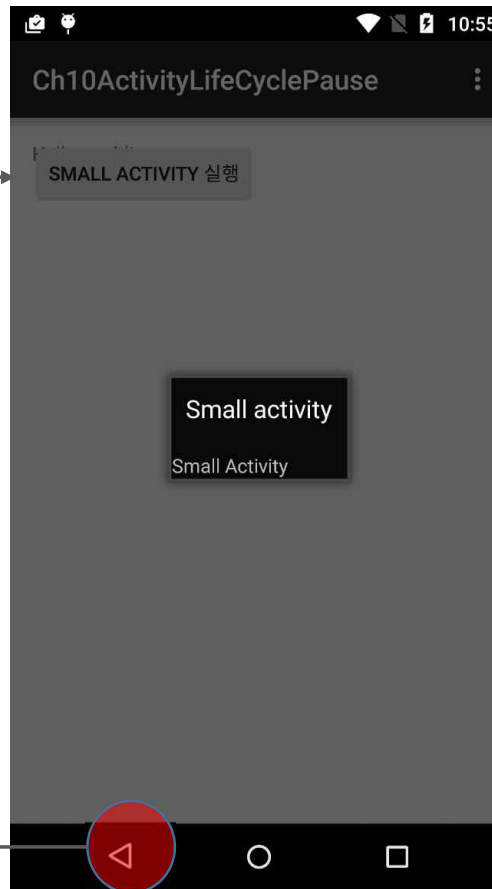 10:55
Ch10ActivityLifeCyclePause
SMALL ACTIVITY 실행
Small activity
Small Activity